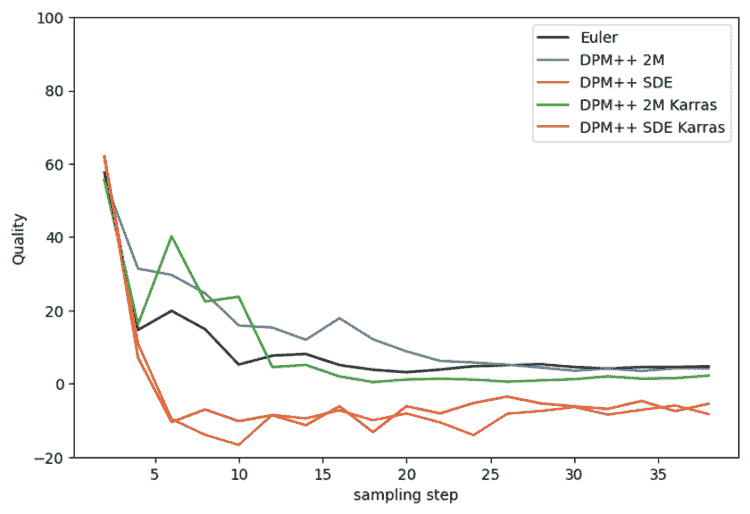 100
80
60
40
20
0
−20
Quality
5
10
15
20
25
30
35
sampling step
Euler
DPM++ 2M
DPM++ SDE
DPM++ 2M Karras
DPM++ SDE Karras